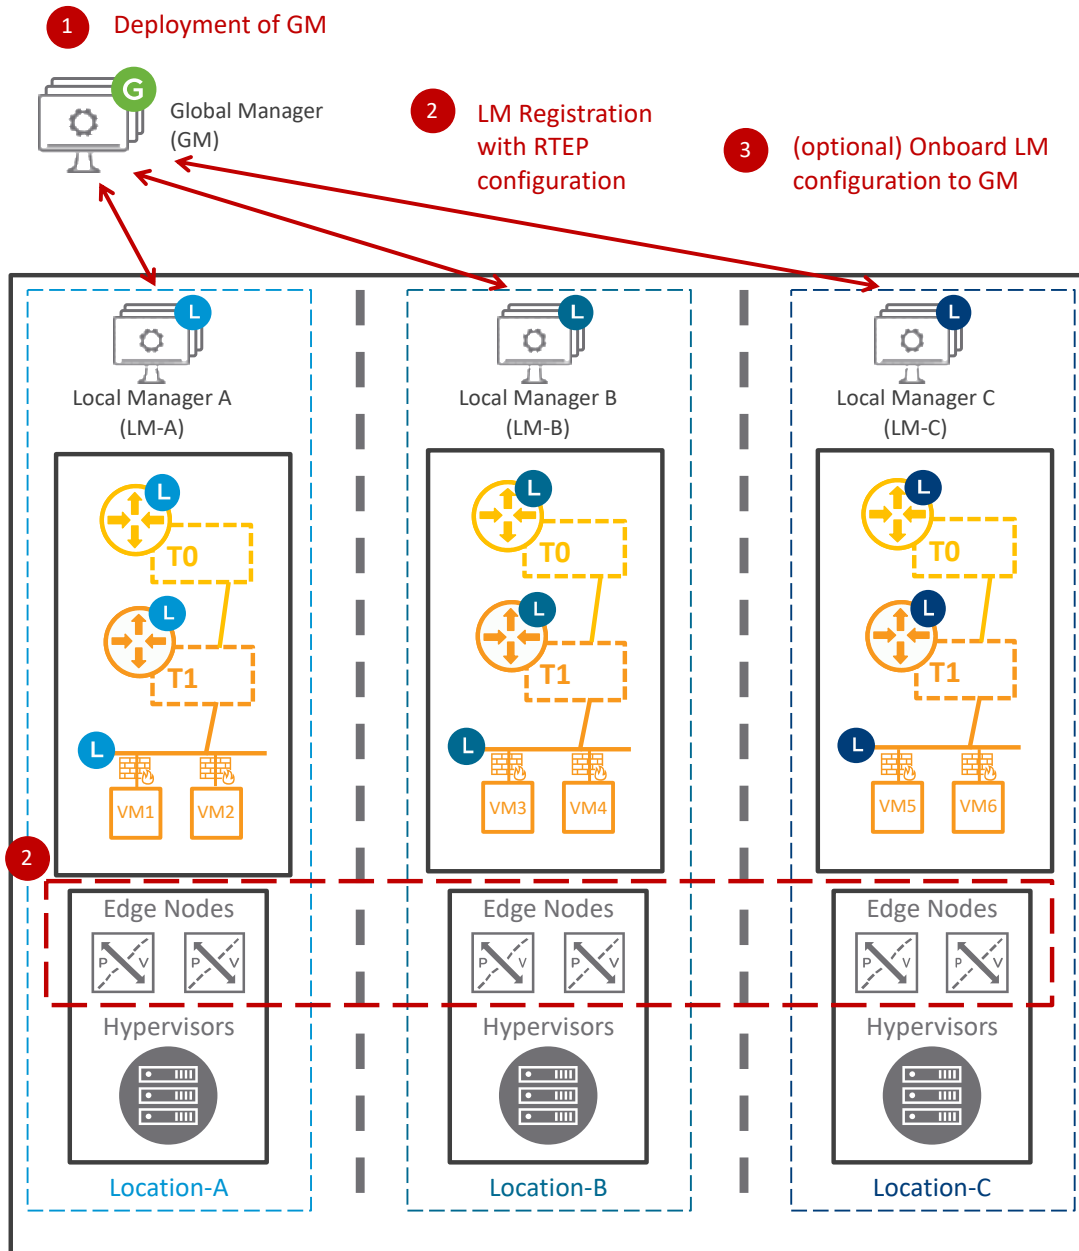 1 Deployment of GM
G
Global Manager
(GM)
2 LM Registration
with RTEP
configuration
3 (optional) Onboard LM
configuration to GM
L
Local Manager A
(LM-A)
L
T0
L
T1
L
VM1 VM2
L
Local Manager B
(LM-B)
L
T0
L
T1
L
VM3 VM4
L
Local Manager C
(LM-C)
L
T0
L
T1
L
VM5 VM6
2
Edge Nodes
P V P V
Hypervisors
Location-A
Edge Nodes
P V P V
Hypervisors
Location-B
Edge Nodes
P V P V
Hypervisors
Location-C